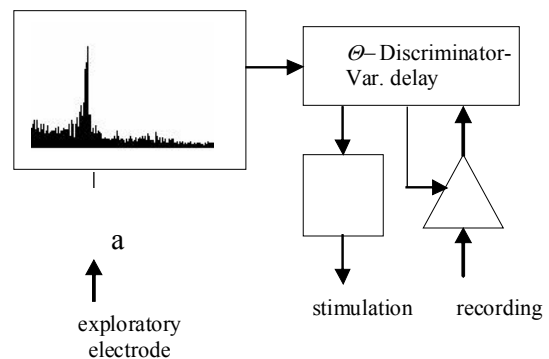 Θ– Discriminator-
Var. delay
a
stimulation
recording
exploratory
electrode